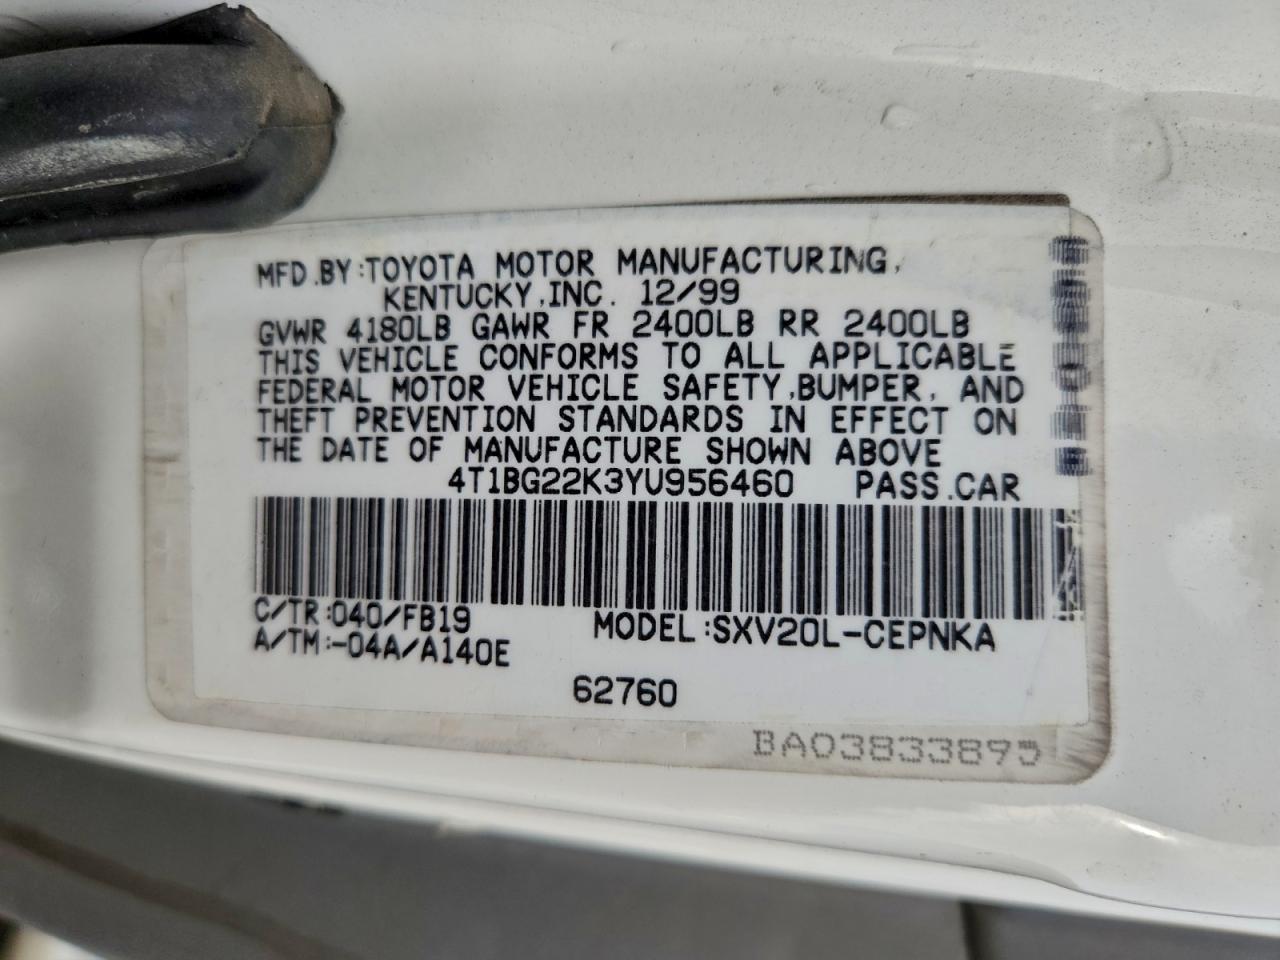 MFD.BY:TOYOTA MOTOR MANUFACTURING,
KENTUCKY,INC. 12/99
GVWR 4180LB GAWR FR 2400LB RR 2400LB
THIS VEHICLE CONFORMS TO ALL APPLICABLE
FEDERAL MOTOR VEHICLE SAFETY,BUMPER, AND
THEFT PREVENTION STANDARDS IN EFFECT ON
THE DATE OF MANUFACTURE SHOWN ABOVE
4T1BG22K3YU956460 PASS.CAR
C/TR:040/FB19 MODEL:SXV20L-CEPNKA
A/TM:-04A/A140E
62760
BA03833895